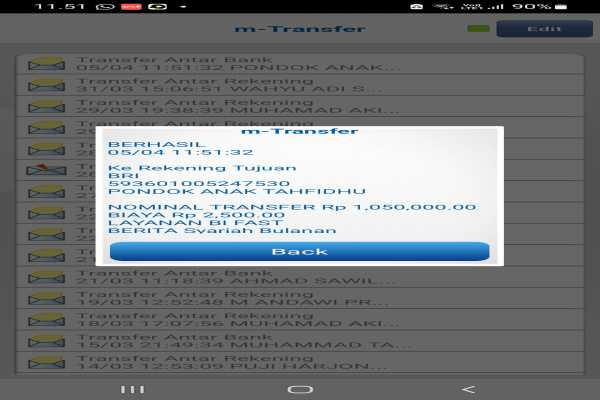 11.51
90%
m-Transfer
Edit
Transfer Antar Bank
05/04 11:51:32 PONDOK ANAK...
Transfer Antar Rekening
31/03 15:06:51 WAHYU ADI S...
Transfer Antar Rekening
29/03 19:38:39 MUHAMAD AKI...
m-Transfer
BERHASIL
05/04 11:51:32
Ke Rekening Tujuan
BRI
593601005247530
PONDOK ANAK TAHFIDHU
NOMINAL TRANSFER Rp 1,050,000.00
BIAYA Rp 2,500.00
LAYANAN BI FAST
BERITA Syariah Bulanan
Back
Transfer Antar Bank
21/03 11:18:39 AHMAD SAWIL...
Transfer Antar Rekening
19/03 12:52:48 M ANDAWI PR...
Transfer Antar Rekening
18/03 17:07:56 MUHAMAD AKI...
Transfer Antar Bank
15/03 21:49:34 MUHAMMAD TA...
Transfer Antar Rekening
14/03 12:53:09 PUJI HARJON...